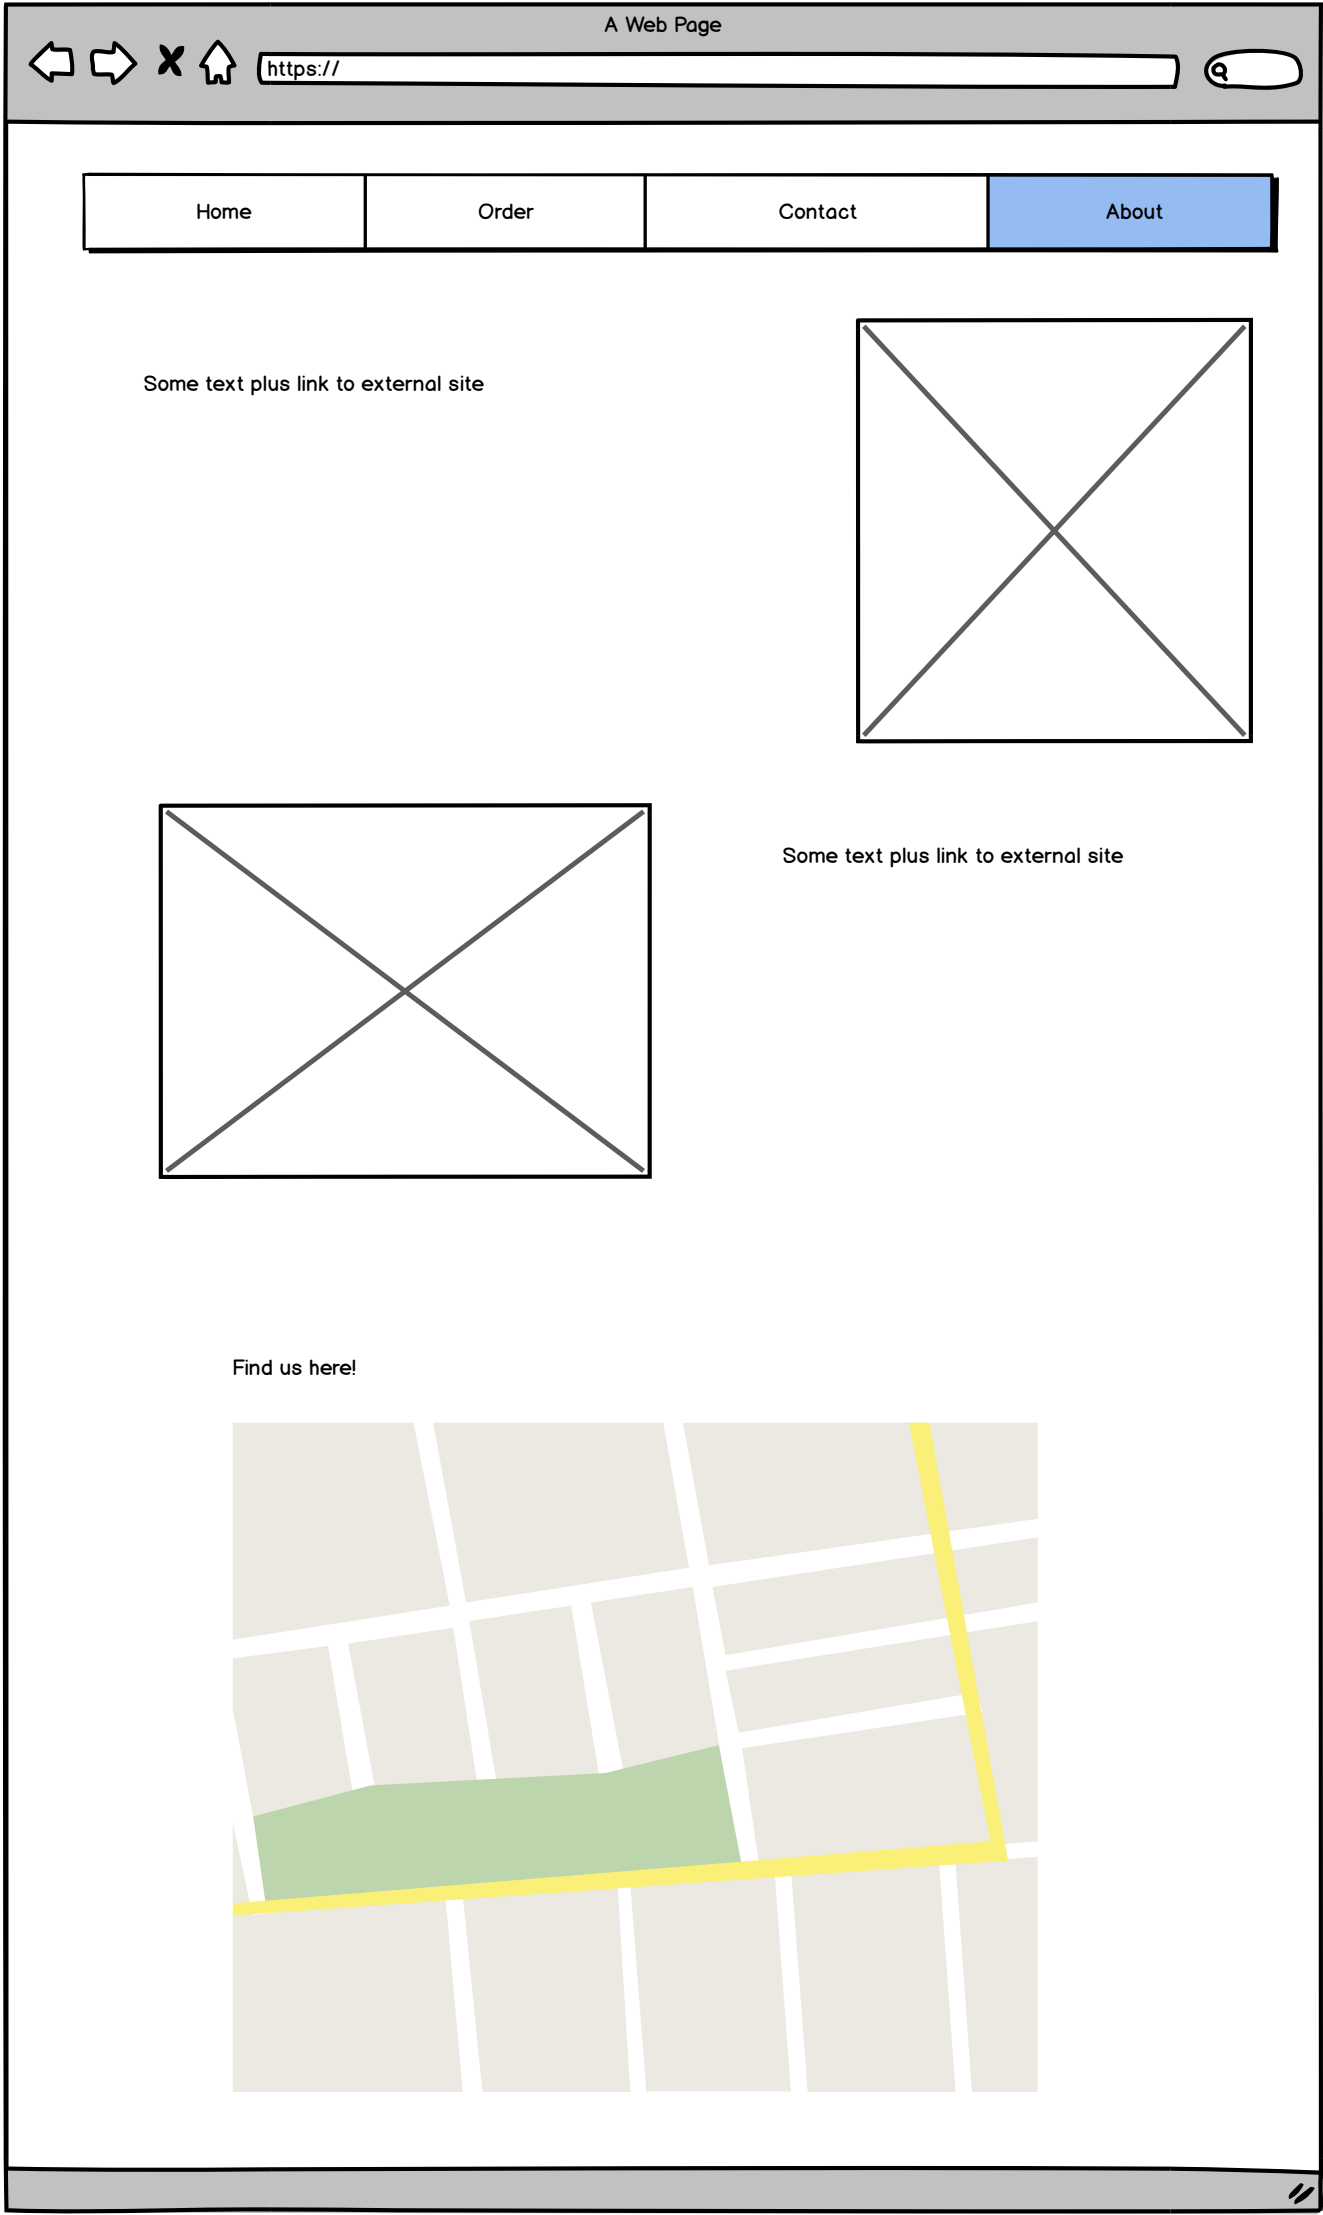 A Web Page
https://
Home
Order
Contact
About
Some text plus link to external site
Some text plus link to external site
Find us here!